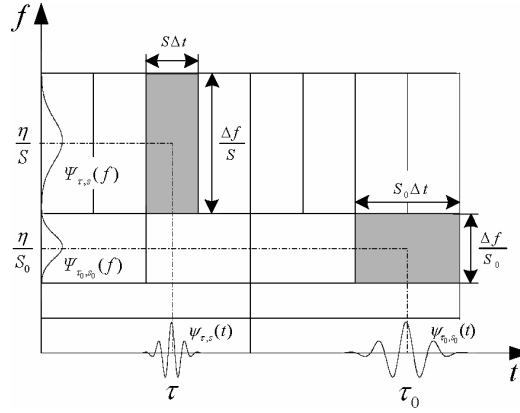 f
SΔt
η/S
Δf/S
Ψτ,s(f)
S₀Δt
η/S₀
Ψτ₀,s₀(f)
Δf/S₀
ψτ,s(t)
ψτ₀,s₀(t)
τ
τ₀
t